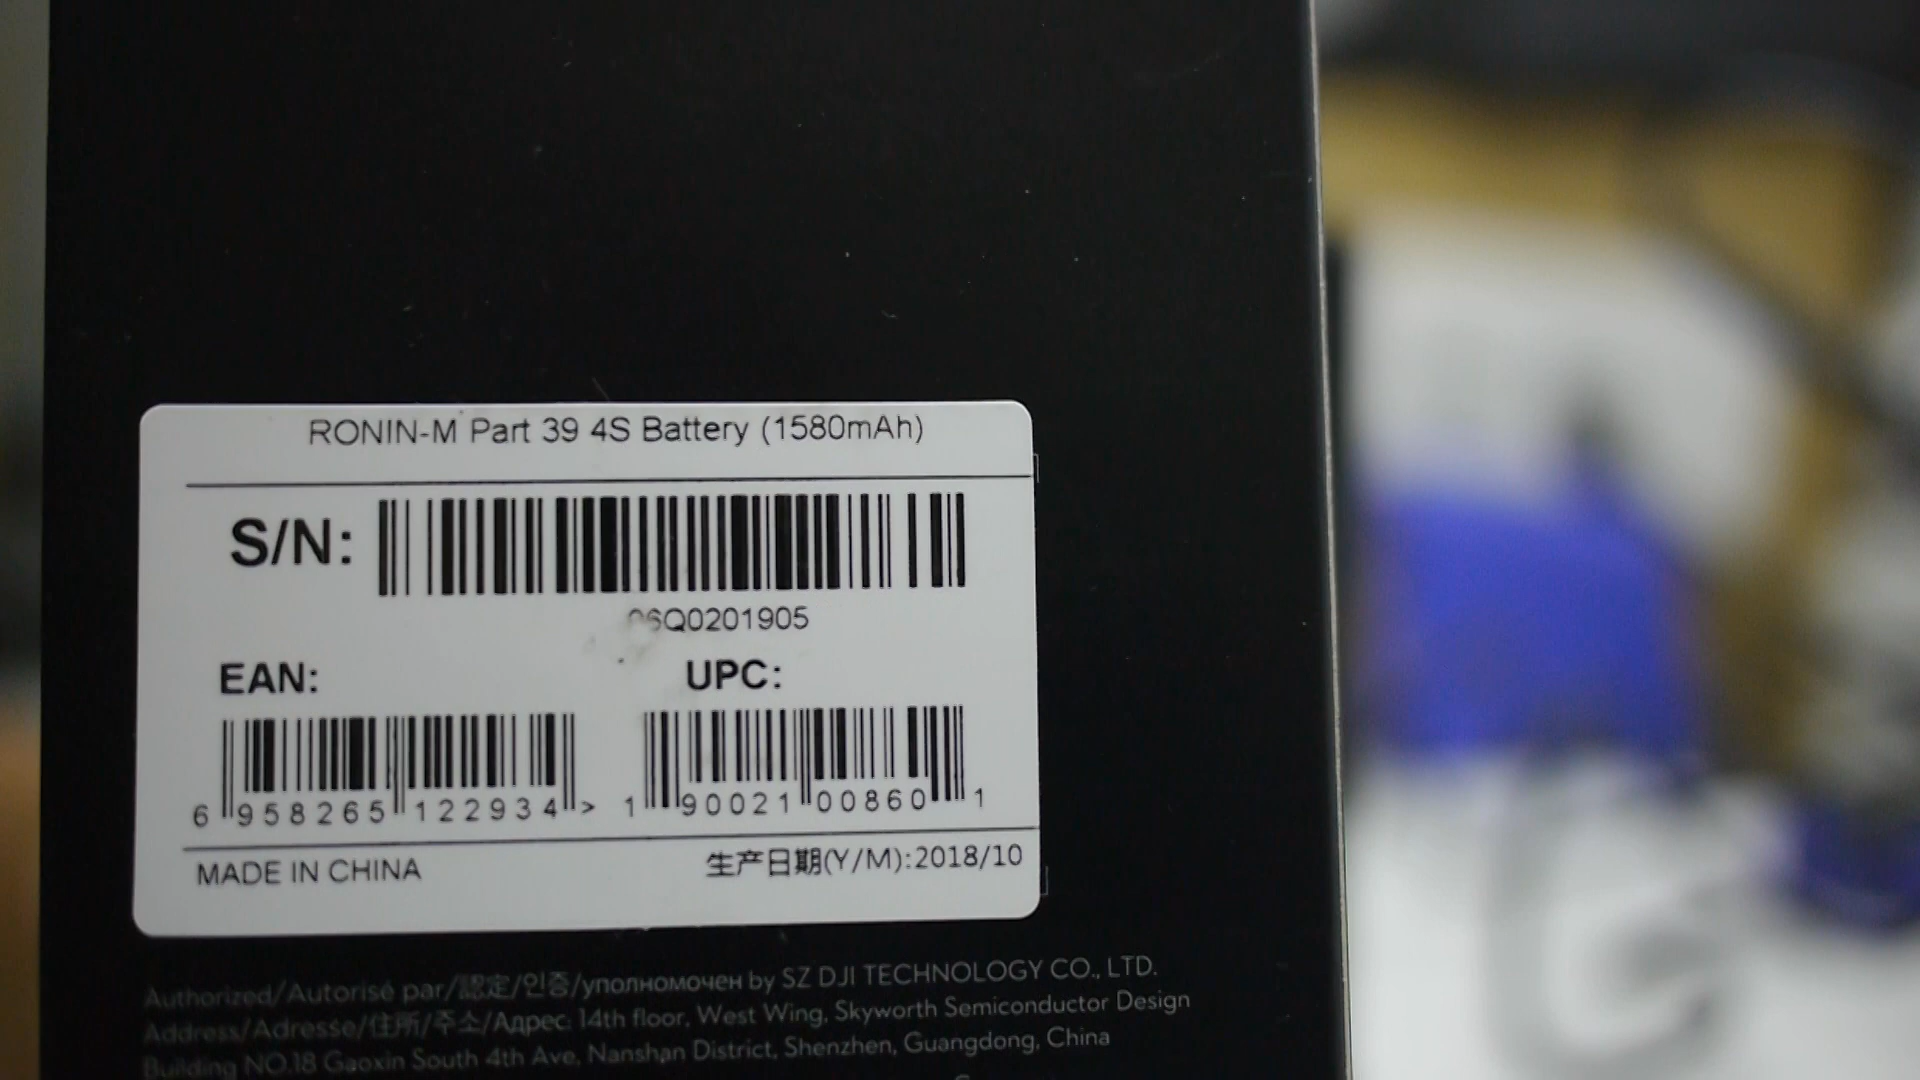 RONIN-M Part 39 4S Battery (1580mAh)
S/N:
06Q0201905
EAN:
UPC:
6 958265 122934 >
1 90021 00860 1
MADE IN CHINA
生产日期(Y/M):2018/10
Authorized/Autorisé par/認定/인증/уполномочен by SZ DJI TECHNOLOGY CO., LTD.
Address/Adresse/住所/주소/Адрес: 14th floor, West Wing, Skyworth Semiconductor Design
Building NO.18 Gaoxin South 4th Ave, Nanshan District, Shenzhen, Guangdong, China